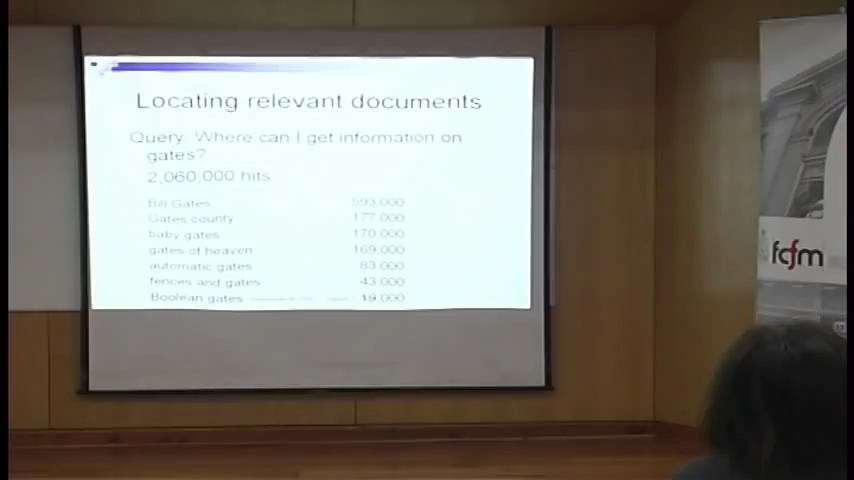 Locating relevant documents
Query: Where can I get information on
gates?
2,060,000 hits
Bill Gates 593,000
Gates county 177,000
baby gates 170,000
gates of heaven 169,000
automatic gates 83,000
fences and gates 43,000
Boolean gates 19,000
fcfm